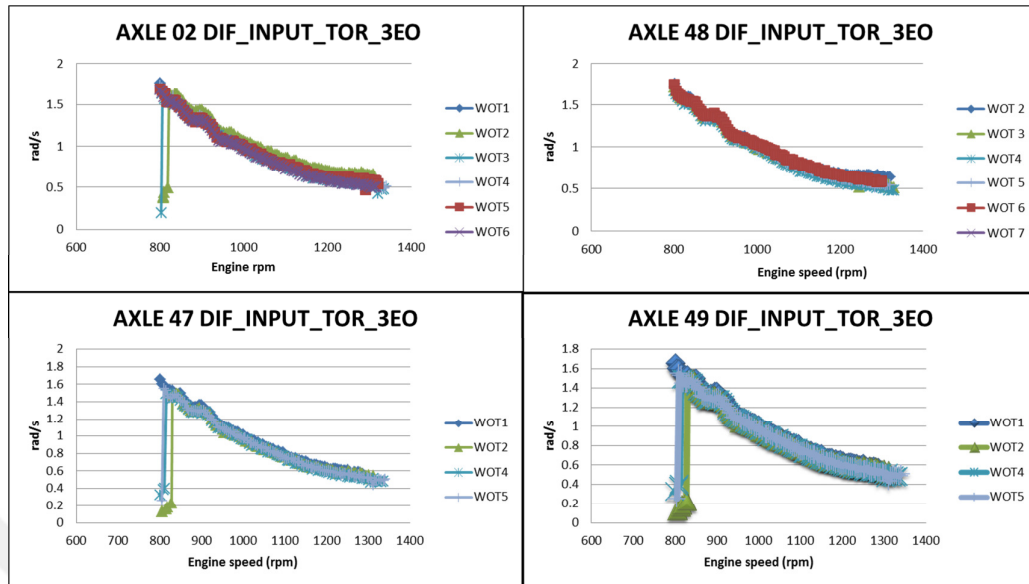 AXLE 02 DIF_INPUT_TOR_3EO
2
1.5
1
0.5
0
rad/s
600 800 1000 1200 1400
Engine rpm
WOT1
WOT2
WOT3
WOT4
WOT5
WOT6
AXLE 48 DIF_INPUT_TOR_3EO
2
1.5
1
0.5
0
rad/s
600 800 1000 1200 1400
Engine speed (rpm)
WOT 2
WOT 3
WOT 4
WOT 5
WOT 6
WOT 7
AXLE 47 DIF_INPUT_TOR_3EO
2
1.8
1.6
1.4
1.2
1
0.8
0.6
0.4
0.2
0
rad/s
600 700 800 900 1000 1100 1200 1300 1400
Engine speed (rpm)
WOT1
WOT2
WOT4
WOT5
AXLE 49 DIF_INPUT_TOR_3EO
1.8
1.6
1.4
1.2
1
0.8
0.6
0.4
0.2
0
rad/s
600 700 800 900 1000 1100 1200 1300 1400
Engine speed (rpm)
WOT1
WOT2
WOT4
WOT5